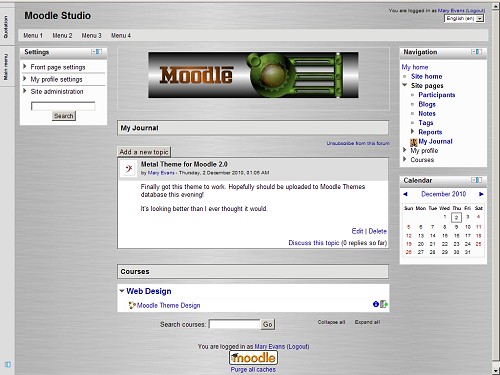 Quotation
Main menu
Moodle Studio
You are logged in as Mary Evans (Logout)
English (en)
Menu 1 Menu 2 Menu 3 Menu 4
Settings
Front page settings
My profile settings
Site administration
Search
Moodle
My Journal
Unsubscribe from this forum
Add a new topic
Metal Theme for Moodle 2.0
by Mary Evans - Thursday, 2 December 2010, 01:05 AM
Finally got this theme to work. Hopefully should be uploaded to Moodle Themes
database this evening!
It's looking better than I ever thought it would.
Edit | Delete
Discuss this topic (0 replies so far)
Courses
Web Design
Moodle Theme Design
Search courses: Go
Collapse all Expand all
You are logged in as Mary Evans (Logout)
moodle
Purge all caches
Navigation
My home
Site home
Site pages
Participants
Blogs
Notes
Tags
Reports
My Journal
My profile
Courses
Calendar
December 2010
Sun Mon Tue Wed Thu Fri Sat
1 2 3 4
5 6 7 8 9 10 11
12 13 14 15 16 17 18
19 20 21 22 23 24 25
26 27 28 29 30 31